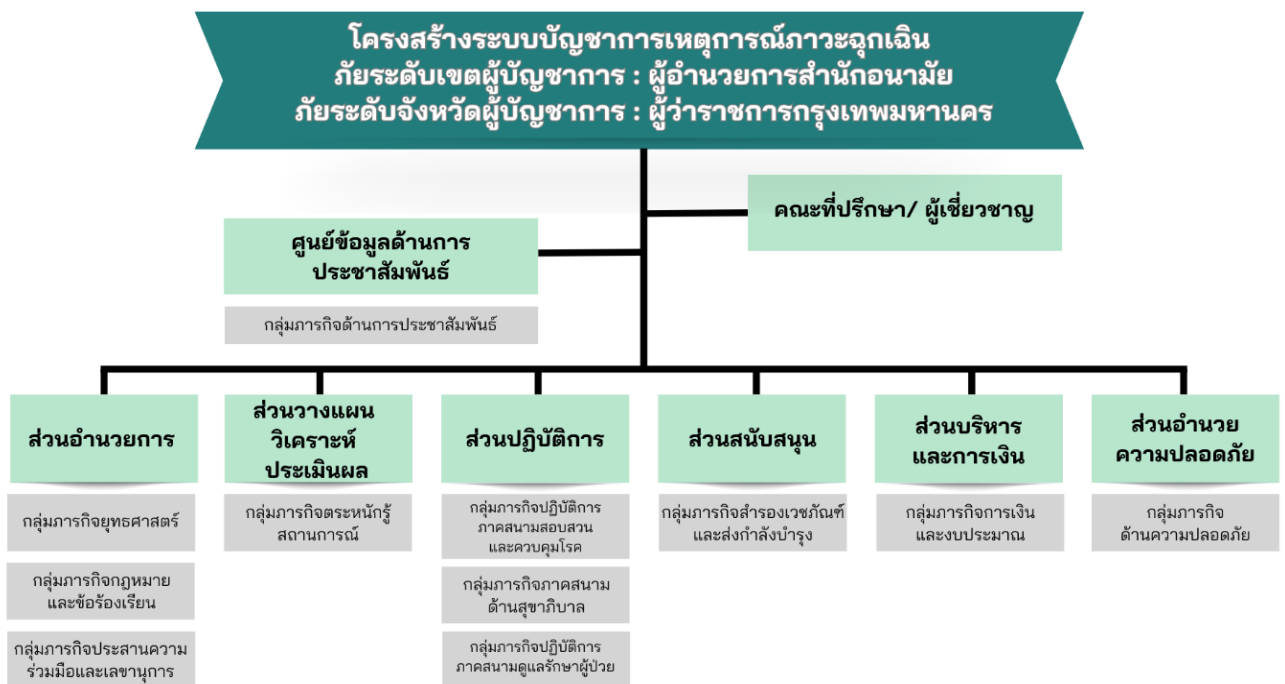 โครงสร้างระบบบัญชาการเหตุการณ์ภาวะฉุกเฉิน
ภัยระดับเขตผู้บัญชาการ : ผู้อำนวยการสำนักอนามัย
ภัยระดับจังหวัดผู้บัญชาการ : ผู้ว่าราชการกรุงเทพมหานคร
คณะที่ปรึกษา/ ผู้เชี่ยวชาญ
ศูนย์ข้อมูลด้านการ
ประชาสัมพันธ์
กลุ่มภารกิจด้านการประชาสัมพันธ์
ส่วนอำนวยการ
กลุ่มภารกิจยุทธศาสตร์
กลุ่มภารกิจกฎหมาย
และข้อร้องเรียน
กลุ่มภารกิจประสานความ
ร่วมมือและเลขานุการ
ส่วนวางแผน
วิเคราะห์
ประเมินผล
กลุ่มภารกิจตระหนักรู้
สถานการณ์
ส่วนปฏิบัติการ
กลุ่มภารกิจปฏิบัติการ
ภาคสนามสอบสวน
และควบคุมโรค
กลุ่มภารกิจภาคสนาม
ด้านสุขาภิบาล
กลุ่มภารกิจปฏิบัติการ
ภาคสนามดูแลรักษาผู้ป่วย
ส่วนสนับสนุน
กลุ่มภารกิจสำรองเวชภัณฑ์
และส่งกำลังบำรุง
ส่วนบริหาร
และการเงิน
กลุ่มภารกิจการเงิน
และงบประมาณ
ส่วนอำนวย
ความปลอดภัย
กลุ่มภารกิจ
ด้านความปลอดภัย